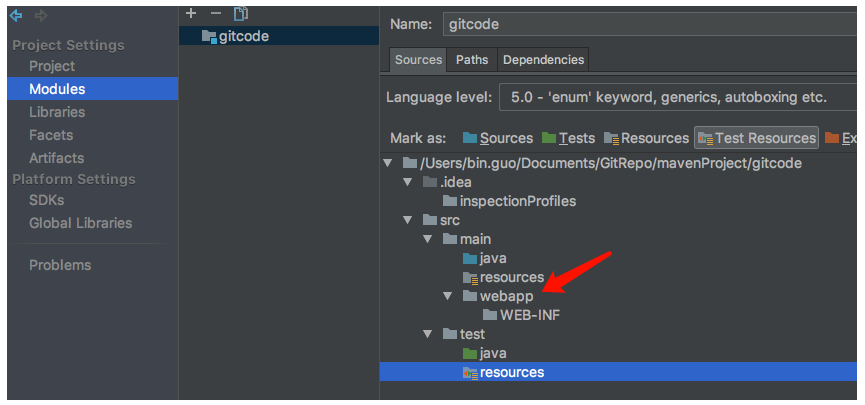 Project Settings
Project
Modules
Libraries
Facets
Artifacts
Platform Settings
SDKs
Global Libraries
Problems
gitcode
Name: gitcode
Sources Paths Dependencies
Language level: 5.0 - 'enum' keyword, generics, autoboxing etc.
Mark as: Sources Tests Resources Test Resources Ex
/Users/bin.guo/Documents/GitRepo/mavenProject/gitcode
.idea
inspectionProfiles
src
main
java
resources
webapp
WEB-INF
test
java
resources